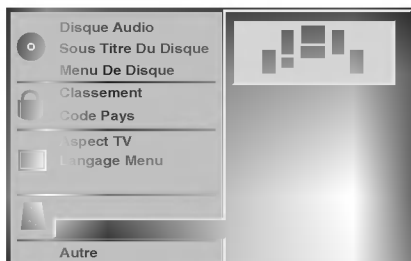 Disque Audio
Sous Titre Du Disque
Menu De Disque
Classement
Code Pays
Aspect TV
Langage Menu
Autre